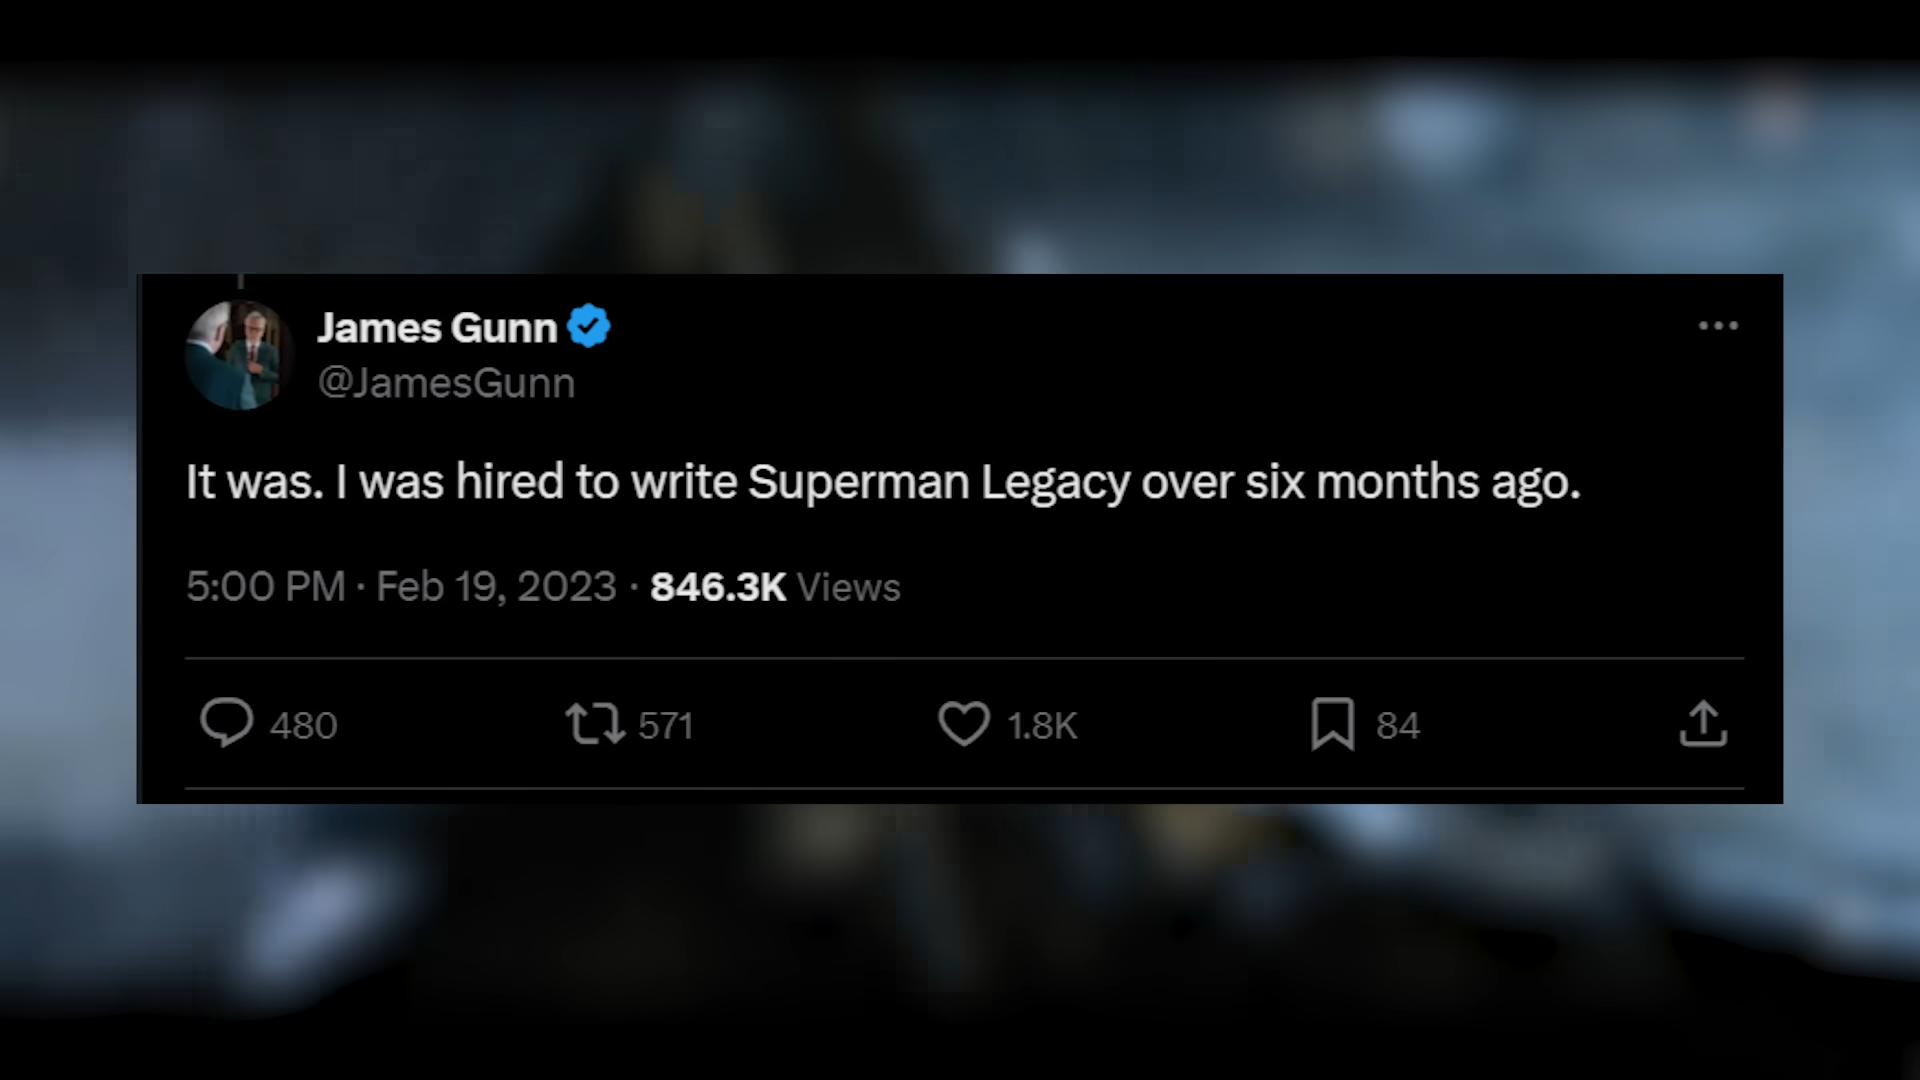 James Gunn
@JamesGunn
It was. I was hired to write Superman Legacy over six months ago.
5:00 PM · Feb 19, 2023 · 846.3K Views
480 571 1.8K 84